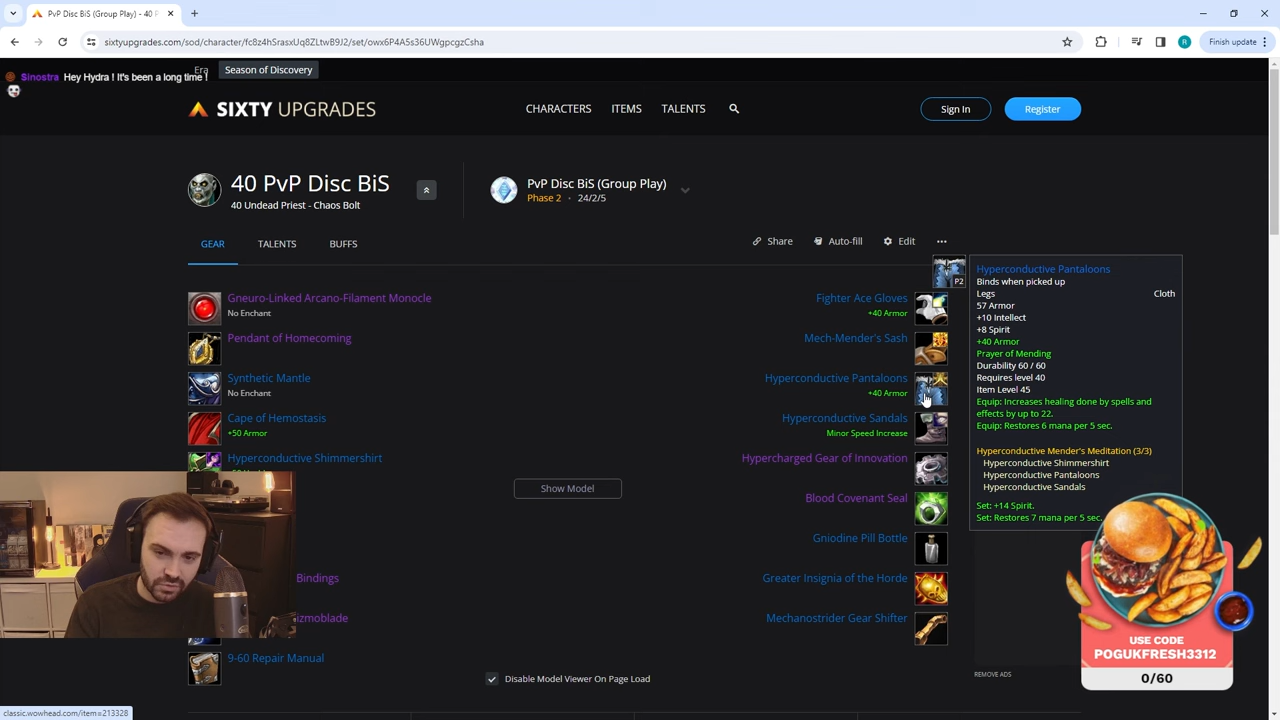 PvP Disc BiS (Group Play) - 40 P
sixtyupgrades.com/sod/character/fc8z4hSrasxUq8ZLtwB9J2/set/owx6P4A5s36UWgpcgzCsha
R
Finish update
Era
Season of Discovery
Sinostra Hey Hydra ! It's been a long time !
SIXTY UPGRADES
CHARACTERS
ITEMS
TALENTS
Sign In
Register
40 PvP Disc BiS
40 Undead Priest - Chaos Bolt
PvP Disc BiS (Group Play)
Phase 2 · 24/2/5
GEAR
TALENTS
BUFFS
Share
Auto-fill
Edit
Gneuro-Linked Arcano-Filament Monocle
No Enchant
Pendant of Homecoming
Synthetic Mantle
No Enchant
Cape of Hemostasis
+50 Armor
Hyperconductive Shimmershirt
Bindings
izmoblade
9-60 Repair Manual
Show Model
Fighter Ace Gloves
+40 Armor
Mech-Mender's Sash
Hyperconductive Pantaloons
+40 Armor
Hyperconductive Sandals
Minor Speed Increase
Hypercharged Gear of Innovation
Blood Covenant Seal
Gniodine Pill Bottle
Greater Insignia of the Horde
Mechanostrider Gear Shifter
Disable Model Viewer On Page Load
P2
Hyperconductive Pantaloons
Binds when picked up
Legs Cloth
57 Armor
+10 Intellect
+8 Spirit
+40 Armor
Prayer of Mending
Durability 60 / 60
Requires level 40
Item Level 45
Equip: Increases healing done by spells and
effects by up to 22.
Equip: Restores 6 mana per 5 sec.
Hyperconductive Mender's Meditation (3/3)
Hyperconductive Shimmershirt
Hyperconductive Pantaloons
Hyperconductive Sandals
Set: +14 Spirit.
Set: Restores 7 mana per 5 sec.
USE CODE
POGUKFRESH3312
0/60
REMOVE ADS
classic.wowhead.com/item=213328